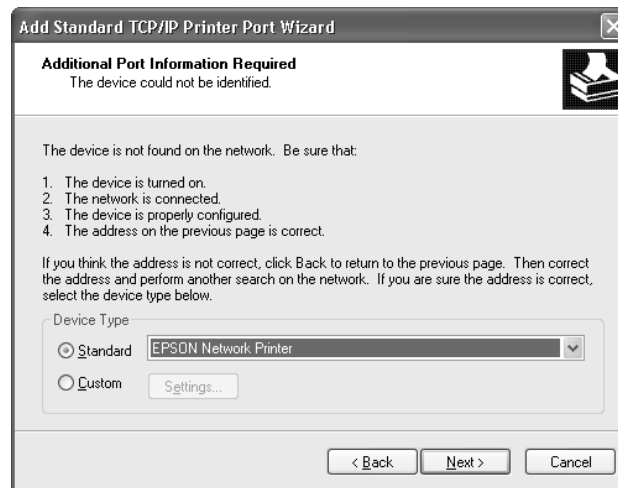 Add Standard TCP/IP Printer Port Wizard
Additional Port Information Required
The device could not be identified.
The device is not found on the network.  Be sure that:
1.  The device is turned on.
2.  The network is connected.
3.  The device is properly configured.
4.  The address on the previous page is correct.
If you think the address is not correct, click Back to return to the previous page.  Then correct
the address and perform another search on the network.  If you are sure the address is correct,
select the device type below.
Device Type
Standard EPSON Network Printer
Custom Settings...
< Back Next > Cancel